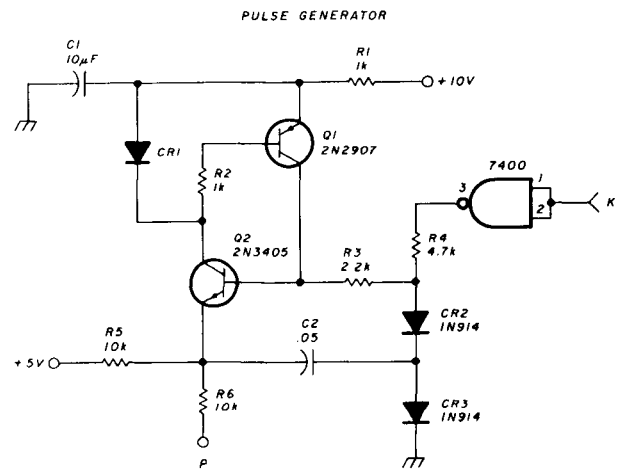 PULSE GENERATOR
C1
10µF
R1
1k
+10V
Q1
2N2907
CR1
R2
1k
7400
3
1
2
K
Q2
2N3405
R3
2.2k
R4
4.7k
CR2
1N914
C2
.05
R5
10k
+5V
CR3
1N914
R6
10k
P